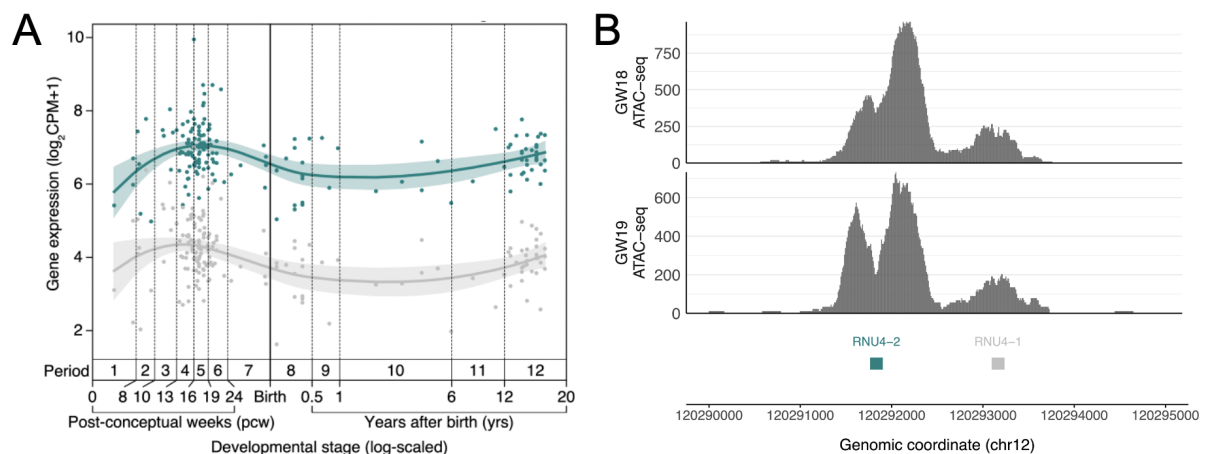 A
Gene expression (log2CPM+1)
10
8
6
4
2
Period 1 2 3 4 5 6 7 8 9 10 11 12
0 8 10 13 16 19 24 Birth 0.5 1 6 12 20
Post-conceptual weeks (pcw) Years after birth (yrs)
Developmental stage (log-scaled)
B
GW18
ATAC-seq
750
500
250
0
GW19
ATAC-seq
600
400
200
0
RNU4-2 RNU4-1
120290000 120291000 120292000 120293000 120294000 120295000
Genomic coordinate (chr12)